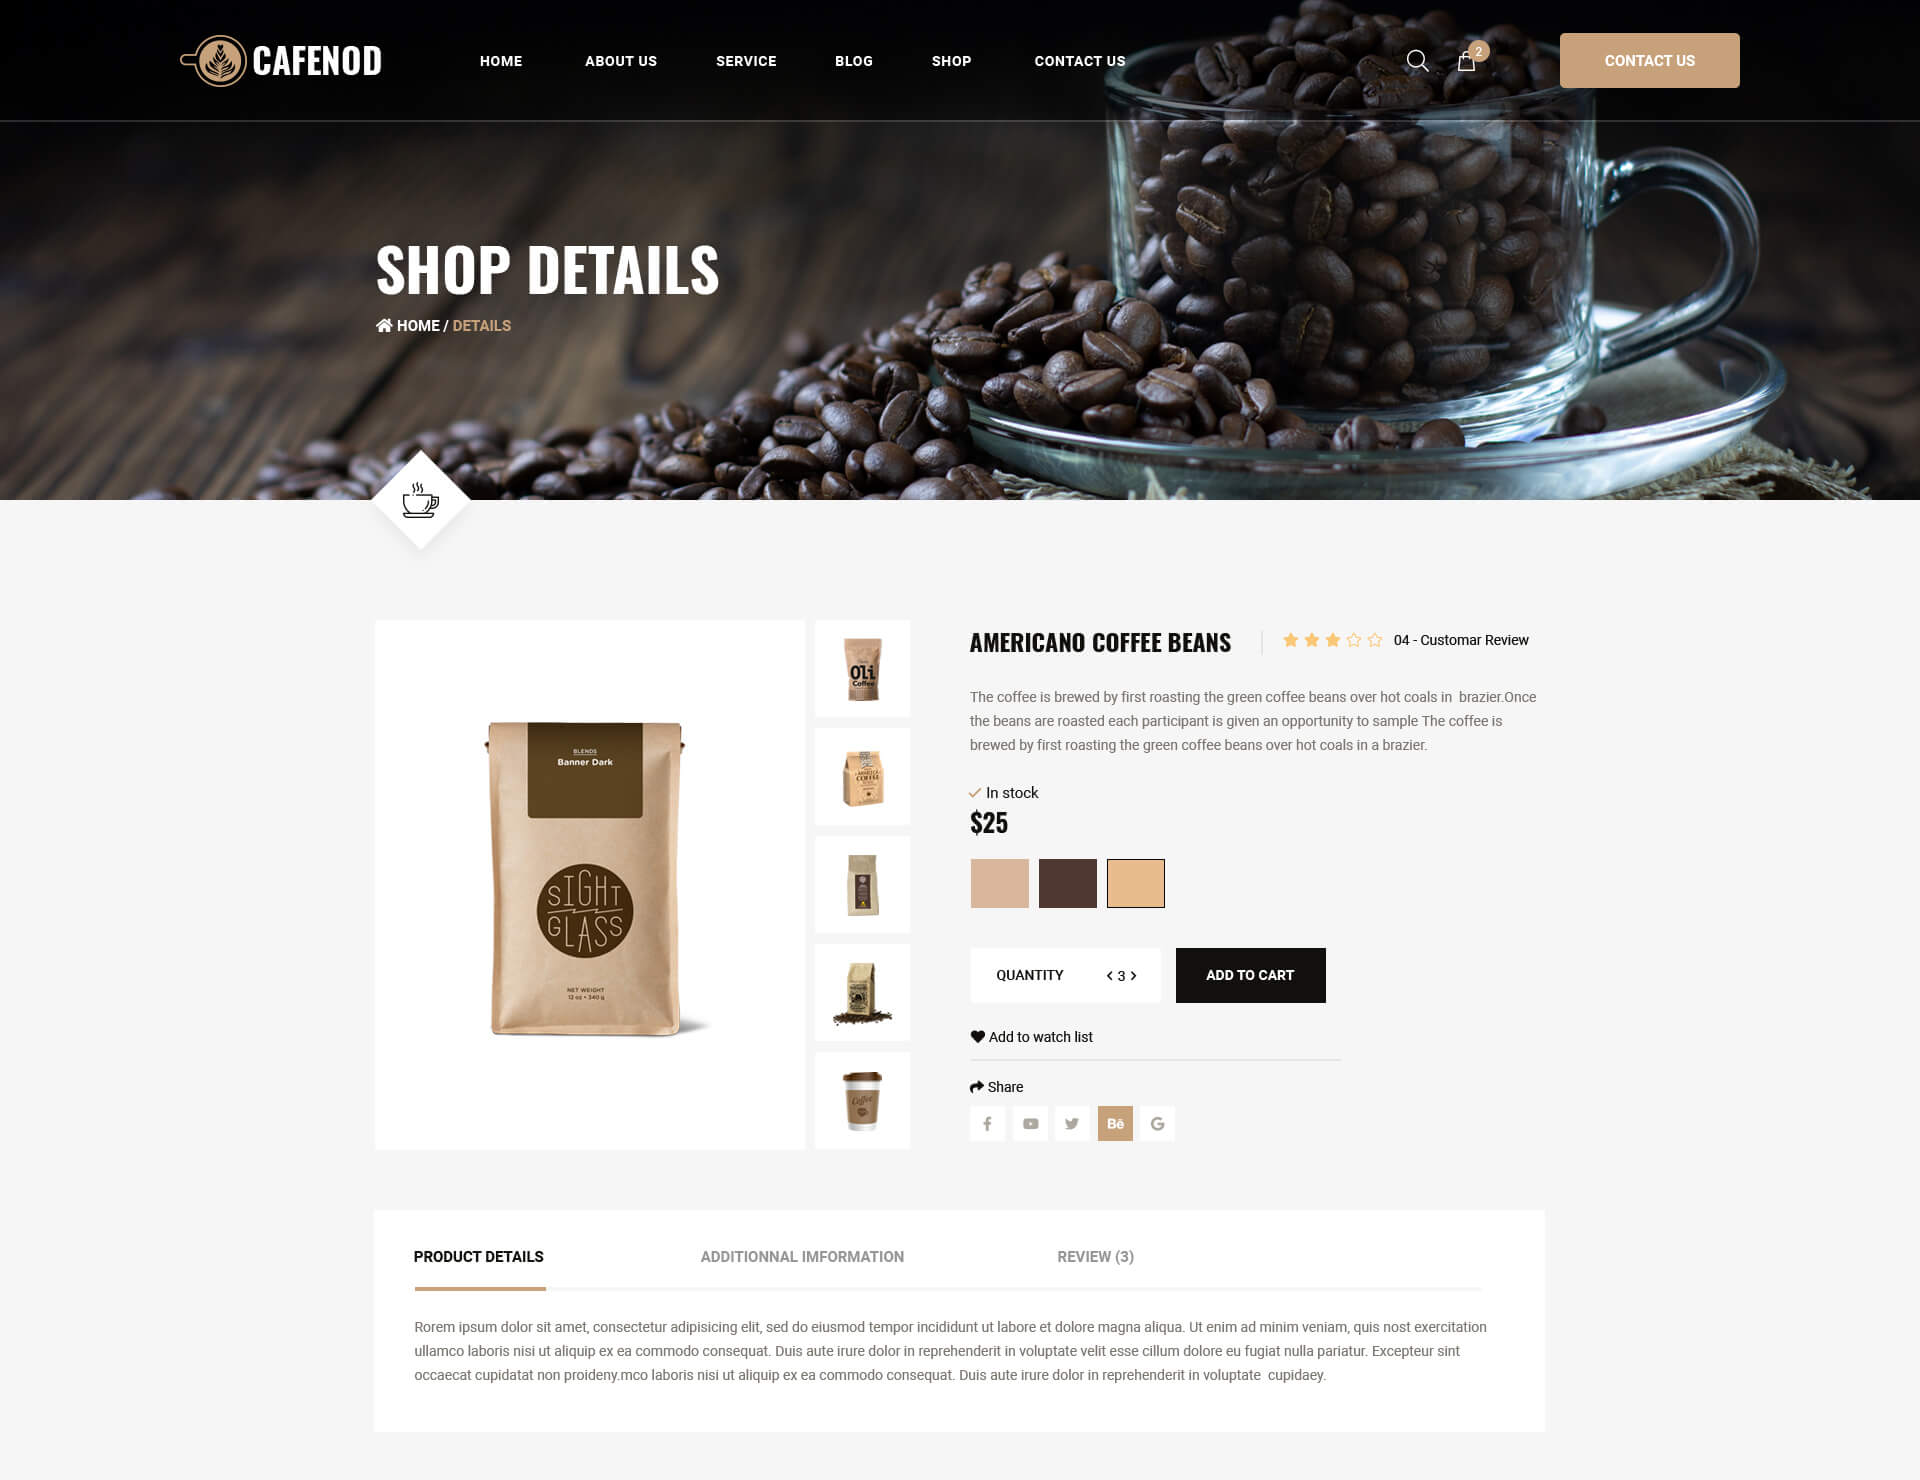 CAFENOD
HOME ABOUT US SERVICE BLOG SHOP CONTACT US
2
CONTACT US
SHOP DETAILS
HOME / DETAILS
BLENDS
Banner Dark
SIGHT
GLASS
NET WEIGHT
12 oz • 340 g
Oli
Coffee
COFFEE
Coffee
AMERICANO COFFEE BEANS
04 - Customar Review
The coffee is brewed by first roasting the green coffee beans over hot coals in  brazier.Once
the beans are roasted each participant is given an opportunity to sample The coffee is
brewed by first roasting the green coffee beans over hot coals in a brazier.
In stock
$25
QUANTITY < 3 >
ADD TO CART
Add to watch list
Share
Bē
PRODUCT DETAILS ADDITIONNAL IMFORMATION REVIEW (3)
Rorem ipsum dolor sit amet, consectetur adipisicing elit, sed do eiusmod tempor incididunt ut labore et dolore magna aliqua. Ut enim ad minim veniam, quis nost exercitation
ullamco laboris nisi ut aliquip ex ea commodo consequat. Duis aute irure dolor in reprehenderit in voluptate velit esse cillum dolore eu fugiat nulla pariatur. Excepteur sint
occaecat cupidatat non proideny.mco laboris nisi ut aliquip ex ea commodo consequat. Duis aute irure dolor in reprehenderit in voluptate  cupidaey.